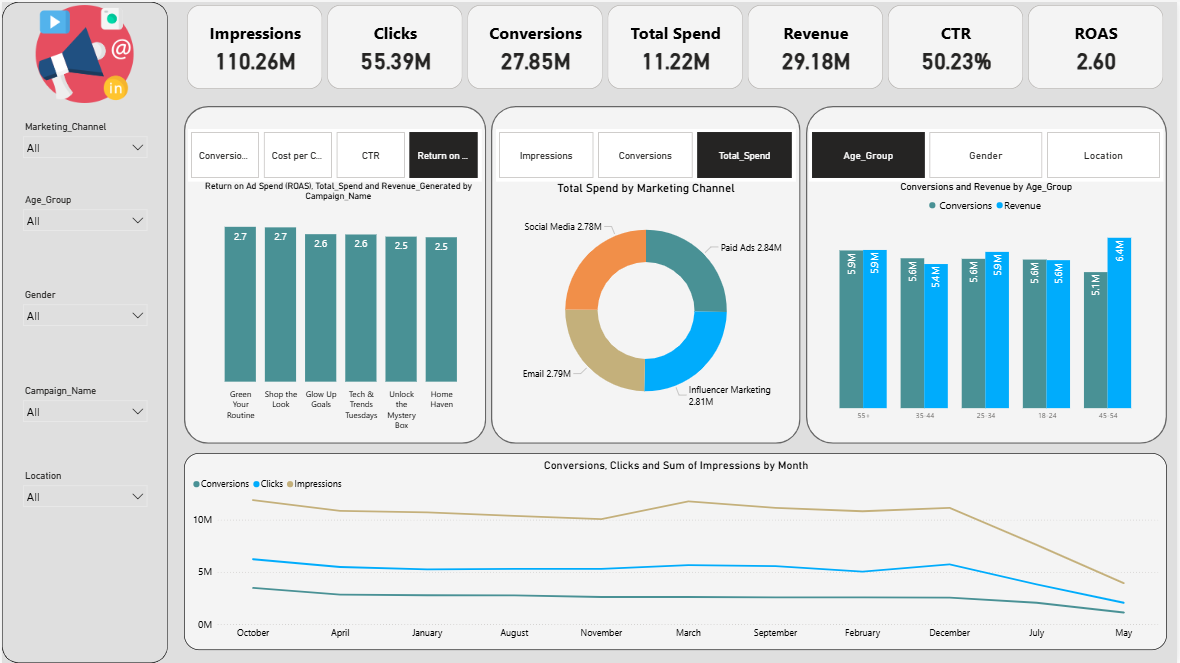 @
in
Marketing_Channel
All
Age_Group
All
Gender
All
Campaign_Name
All
Location
All
Impressions
110.26M
Clicks
55.39M
Conversions
27.85M
Total Spend
11.22M
Revenue
29.18M
CTR
50.23%
ROAS
2.60
Conversio...
Cost per C...
CTR
Return on ...
Return on Ad Spend (ROAS), Total_Spend and Revenue_Generated by
Campaign_Name
2.7
2.7
2.6
2.6
2.5
2.5
Green
Your
Routine
Shop the
Look
Glow Up
Goals
Tech &
Trends
Tuesdays
Unlock
the
Mystery
Box
Home
Haven
Impressions
Conversions
Total_Spend
Total Spend by Marketing Channel
Social Media 2.78M
Paid Ads 2.84M
Email 2.79M
Influencer Marketing
2.81M
Age_Group
Gender
Location
Conversions and Revenue by Age_Group
Conversions
Revenue
5.9M
5.9M
5.6M
5.4M
5.6M
5.9M
5.6M
5.6M
5.1M
6.4M
55+
35-44
25-34
18-24
45-54
Conversions, Clicks and Sum of Impressions by Month
Conversions
Clicks
Impressions
10M
5M
0M
October
April
January
August
November
March
September
February
December
July
May